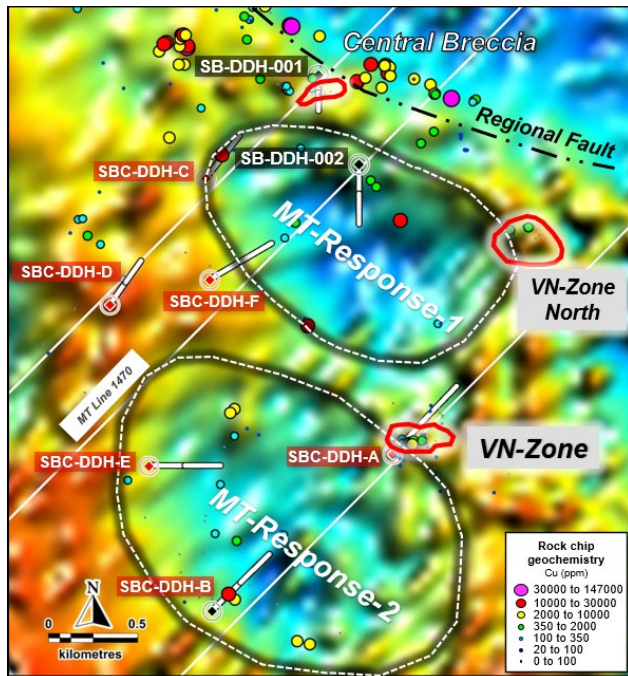 Central Breccia
SB-DDH-001
Regional Fault
SB-DDH-002
SBC-DDH-C
MT-Response-1
SBC-DDH-D
SBC-DDH-F
VN-Zone
North
MT Line 1470
VN-Zone
SBC-DDH-E
SBC-DDH-A
MT-Response-2
SBC-DDH-B
N
0
0.5
kilometres
Rock chip
geochemistry
Cu (ppm)
30000 to 147000
10000 to 30000
2000 to 10000
350 to 2000
100 to 350
20 to 100
0 to 100